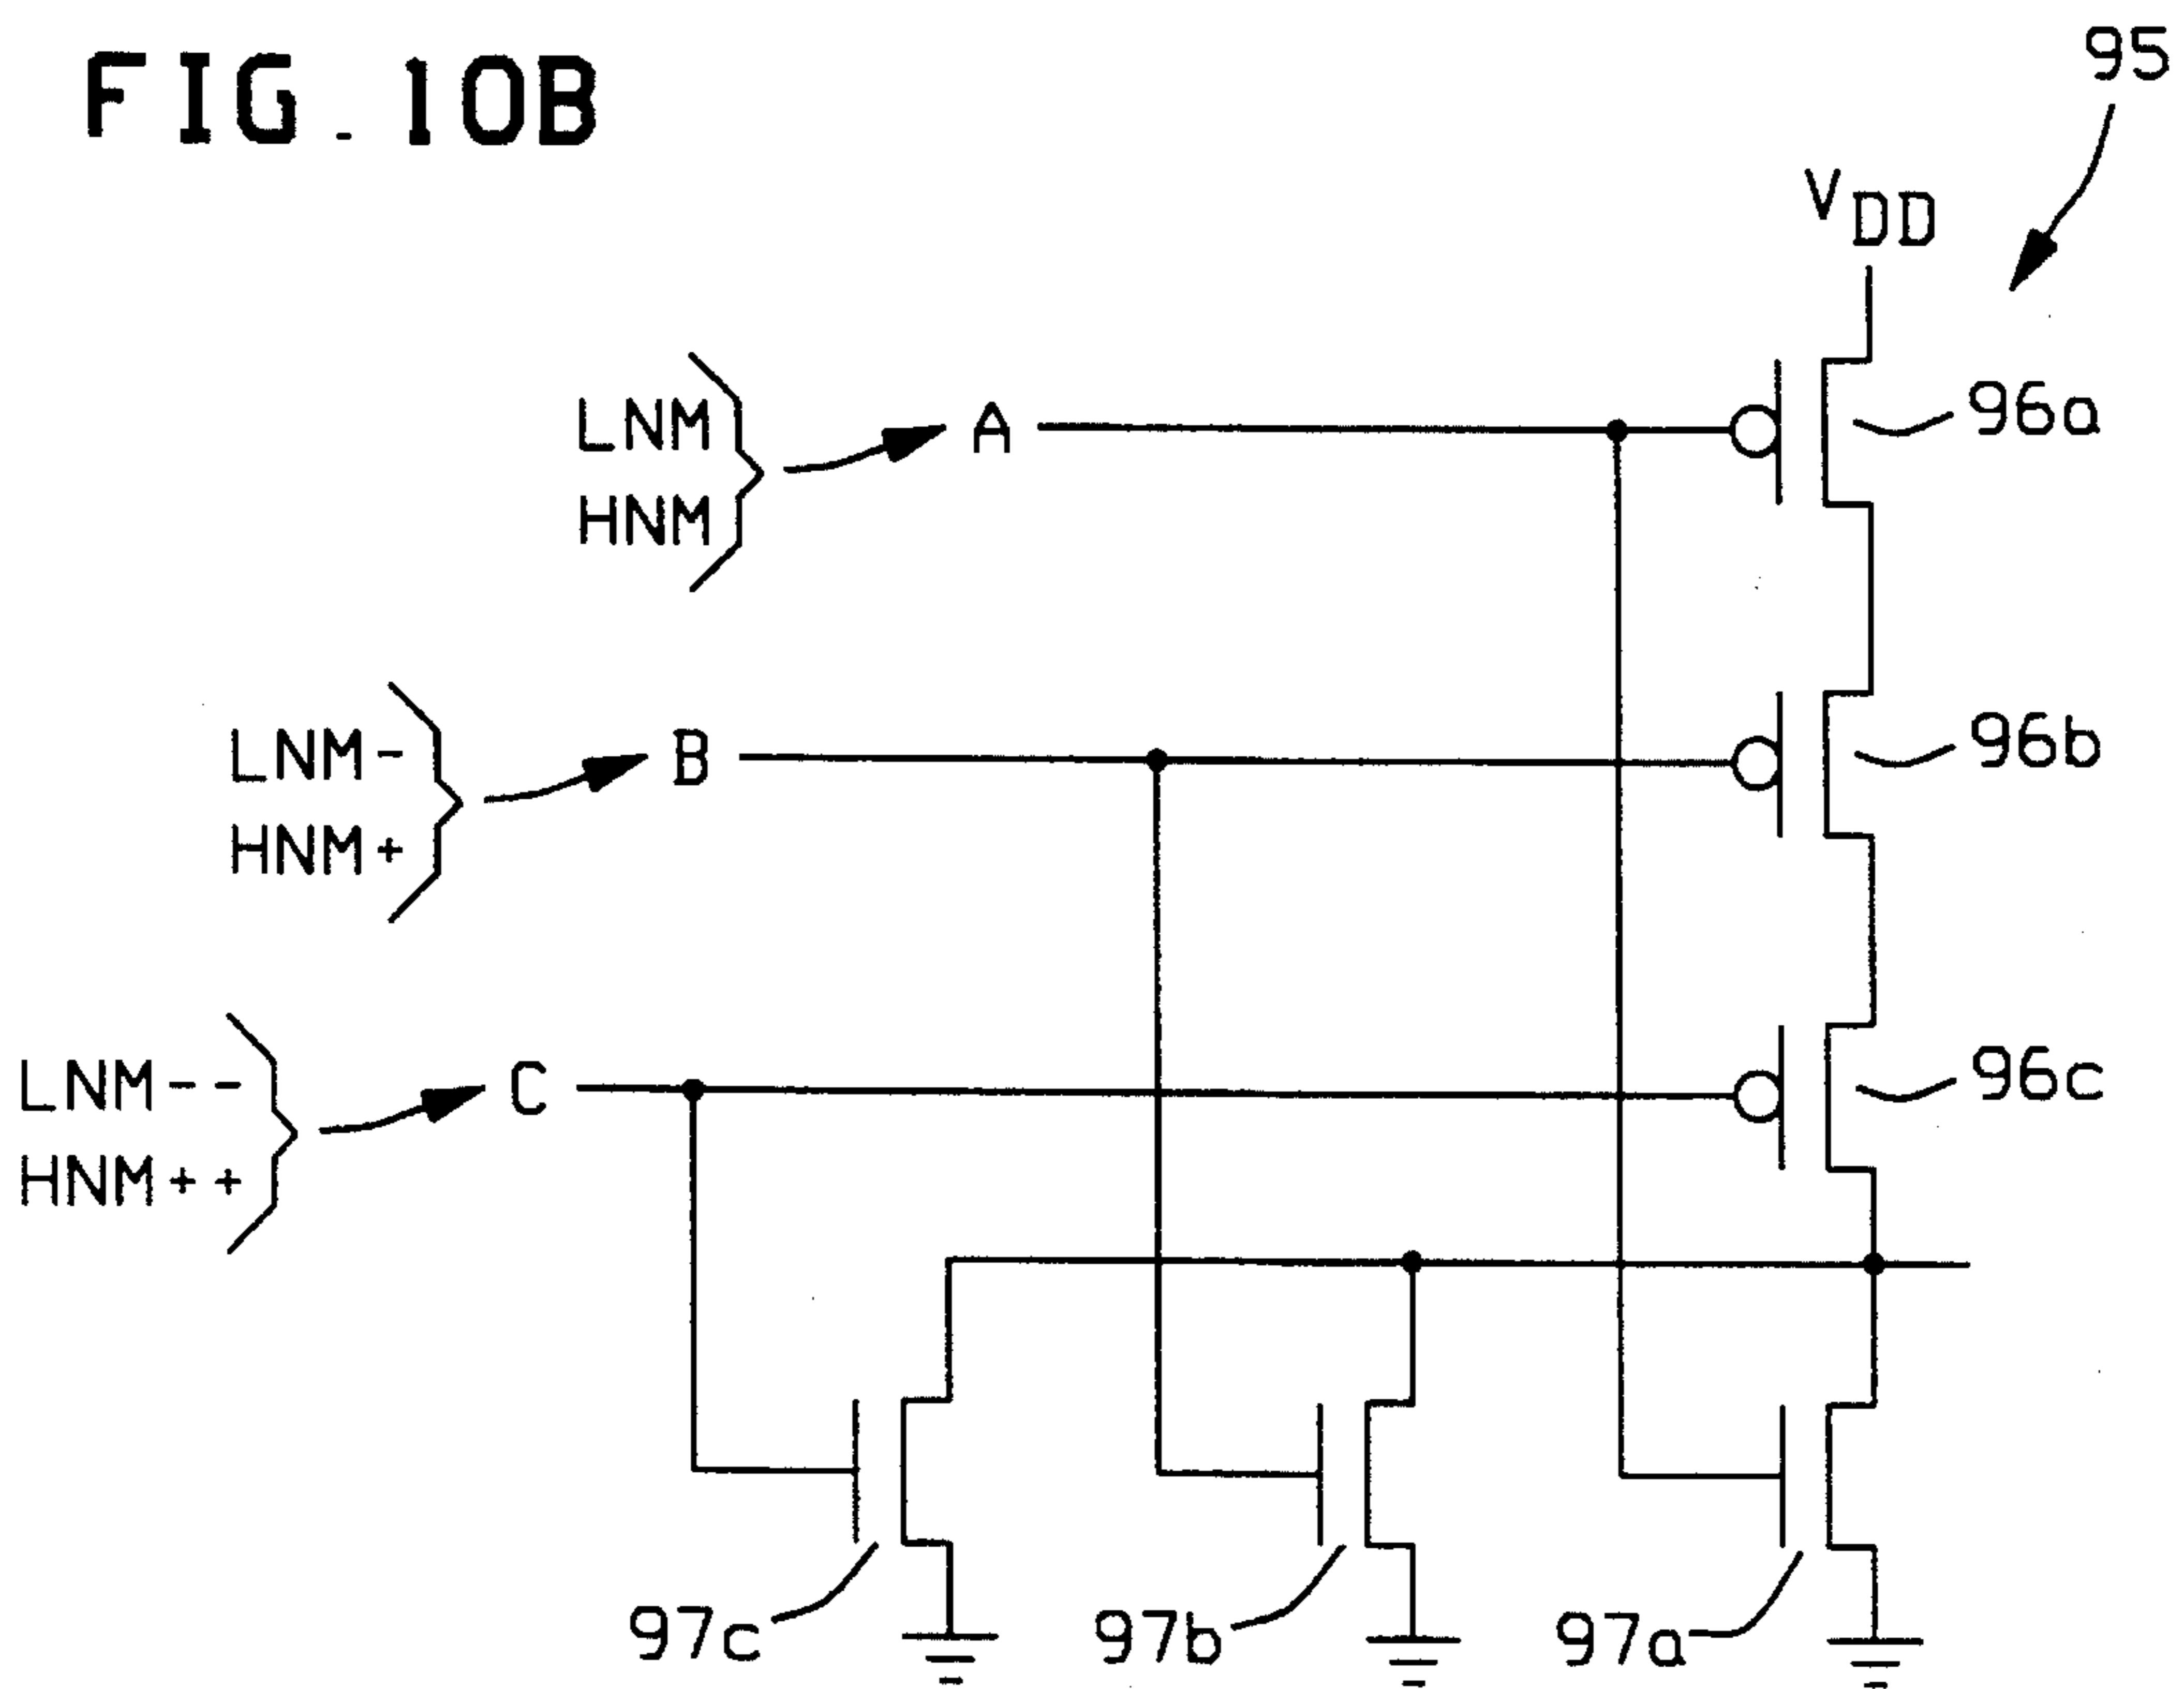 FIG. 10B
95
VDD
LNM
HNM
A
96a
LNM-
HNM+
B
96b
LNM--
HNM++
C
96c
97c
97b
97a